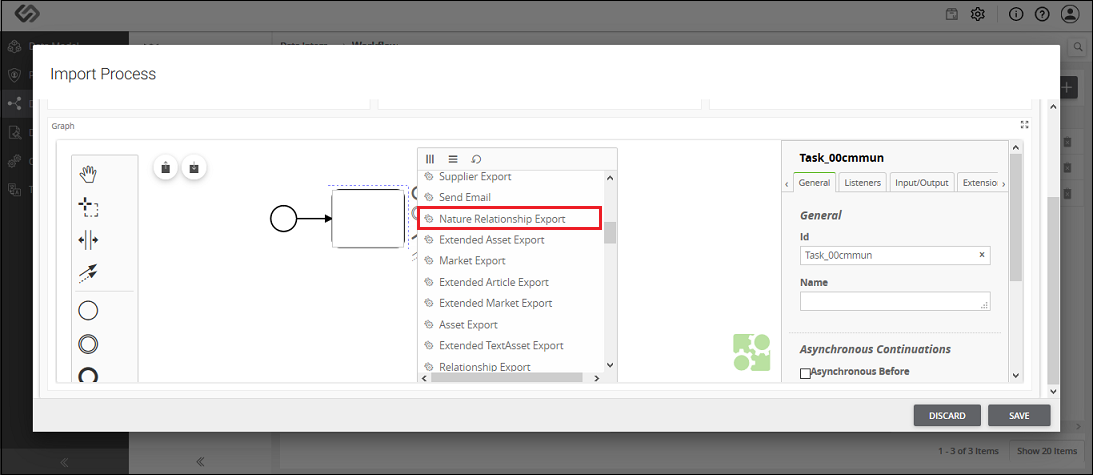 Workflow
Import Process
Graph
Supplier Export
Send Email
Nature Relationship Export
Extended Asset Export
Market Export
Extended Article Export
Extended Market Export
Asset Export
Extended TextAsset Export
Relationship Export
Task_00cmmun
General
Listeners
Input/Output
Extension
General
Id
Task_00cmmun
Name
Asynchronous Continuations
Asynchronous Before
DISCARD
SAVE
1 - 3 of 3 Items
Show 20 Items